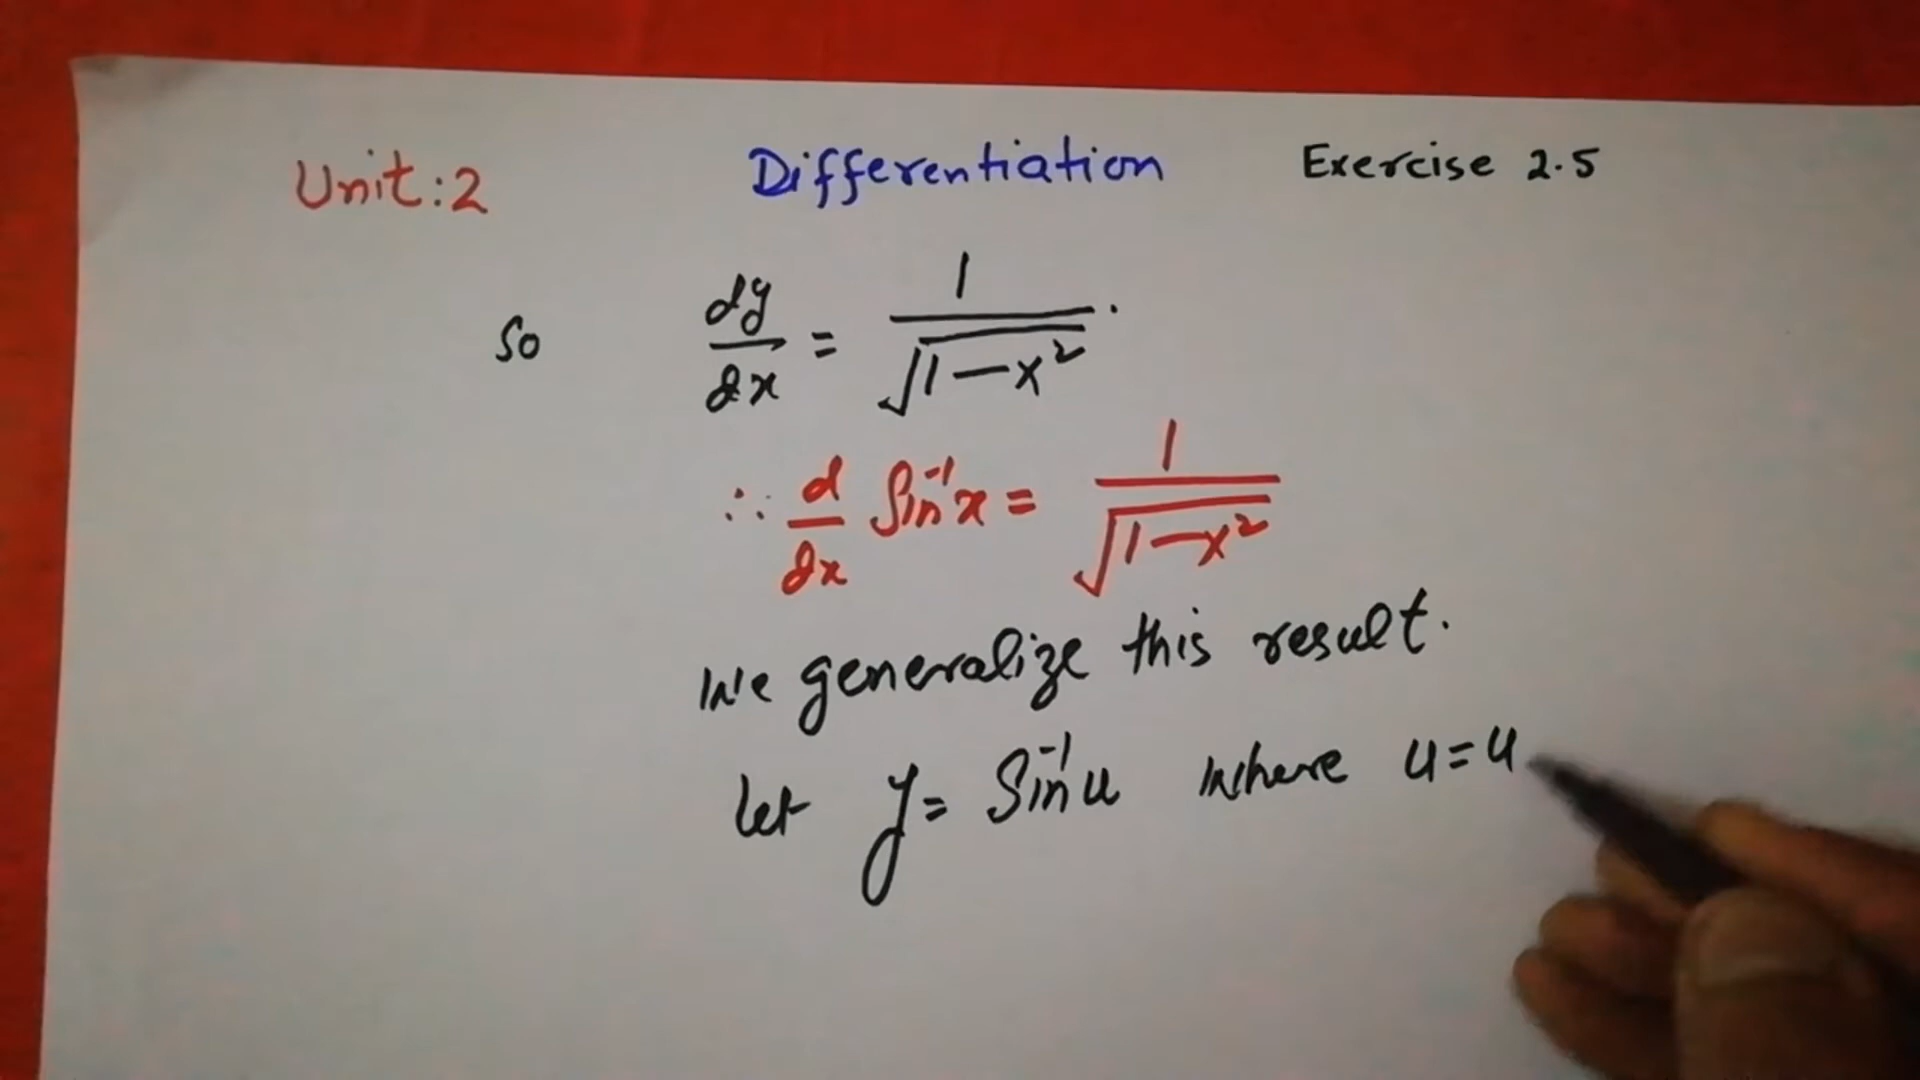 Unit:2 Differentiation Exercise 2.5
So dy/dx = 1/√(1-x²).
∴ d/dx Sin⁻¹x = 1/√(1-x²)
We generalize this result.
let y = Sin⁻¹u where u=u